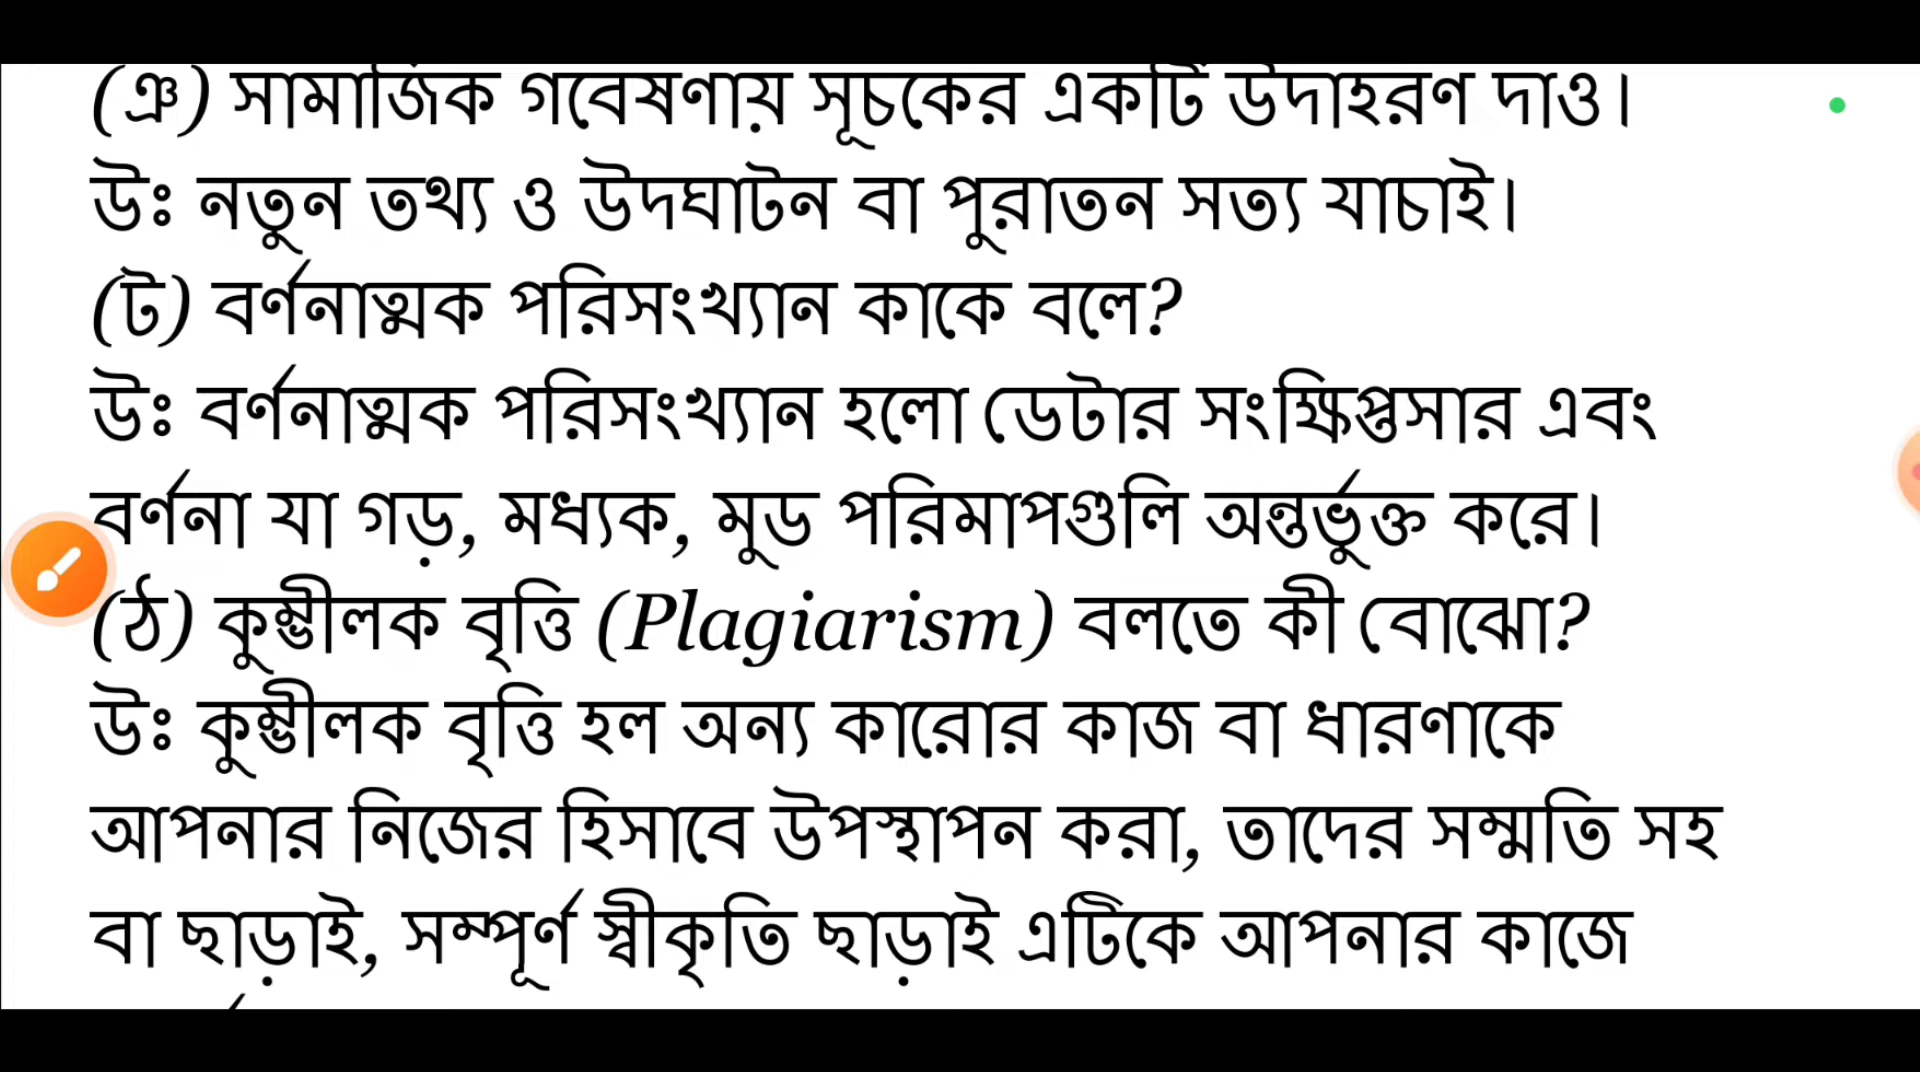 (ঞ) সামাজিক গবেষণায় সূচকের একটি উদাহরণ দাও।
উঃ নতুন তথ্য ও উদঘাটন বা পুরাতন সত্য যাচাই।
(ট) বর্ণনাত্মক পরিসংখ্যান কাকে বলে?
উঃ বর্ণনাত্মক পরিসংখ্যান হলো ডেটার সংক্ষিপ্তসার এবং
বর্ণনা যা গড়, মধ্যক, মুড পরিমাপগুলি অন্তর্ভুক্ত করে।
(ঠ) কুম্ভীলক বৃত্তি (Plagiarism) বলতে কী বোঝো?
উঃ কুম্ভীলক বৃত্তি হল অন্য কারোর কাজ বা ধারণাকে
আপনার নিজের হিসাবে উপস্থাপন করা, তাদের সম্মতি সহ
বা ছাড়াই, সম্পূর্ণ স্বীকৃতি ছাড়াই এটিকে আপনার কাজে